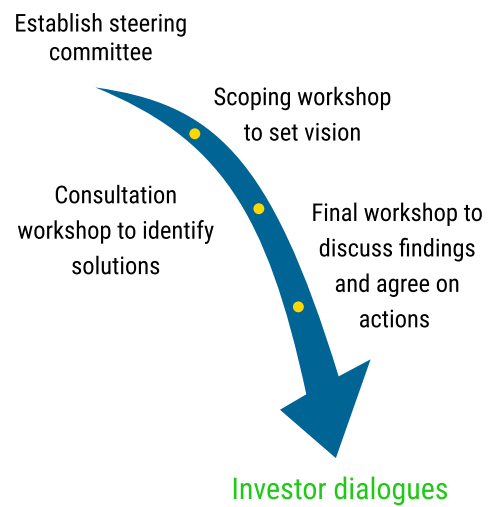 Establish steering
committee
Scoping workshop
to set vision
Consultation
workshop to identify
solutions
Final workshop to
discuss findings
and agree on
actions
Investor dialogues